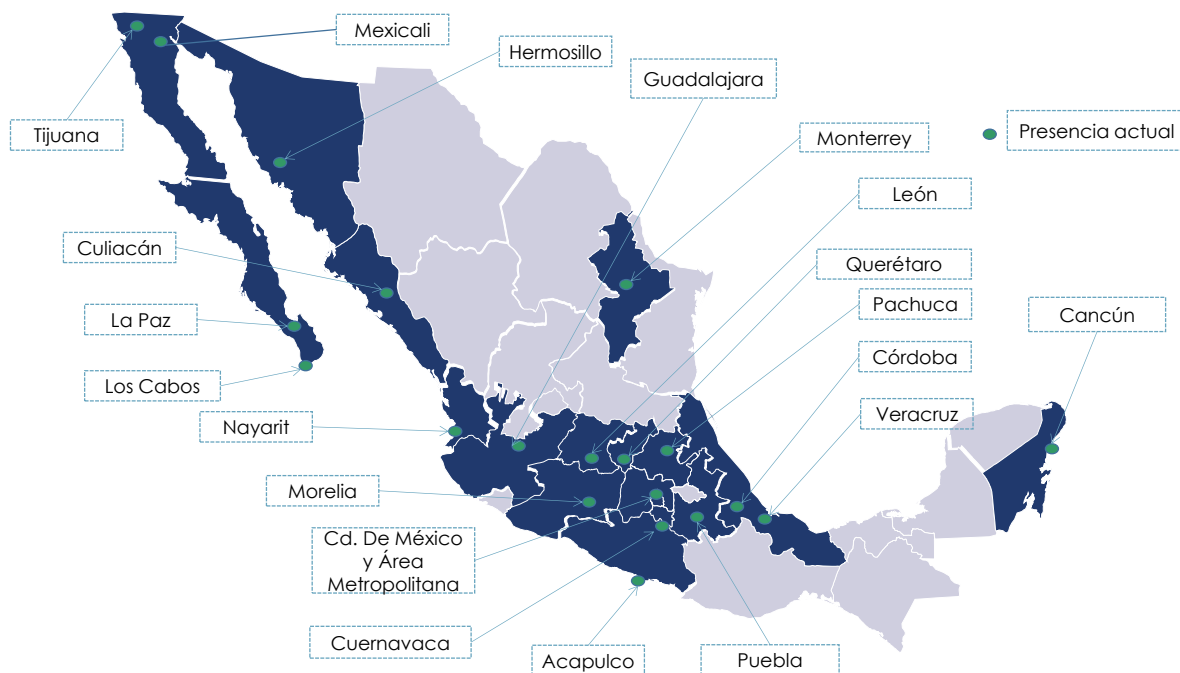 Mexicali
Hermosillo
Guadalajara
Tijuana
Monterrey
Presencia actual
León
Culiacán
Querétaro
Pachuca
La Paz
Cancún
Córdoba
Los Cabos
Veracruz
Nayarit
Morelia
Cd. De México
y Área
Metropolitana
Cuernavaca
Acapulco
Puebla